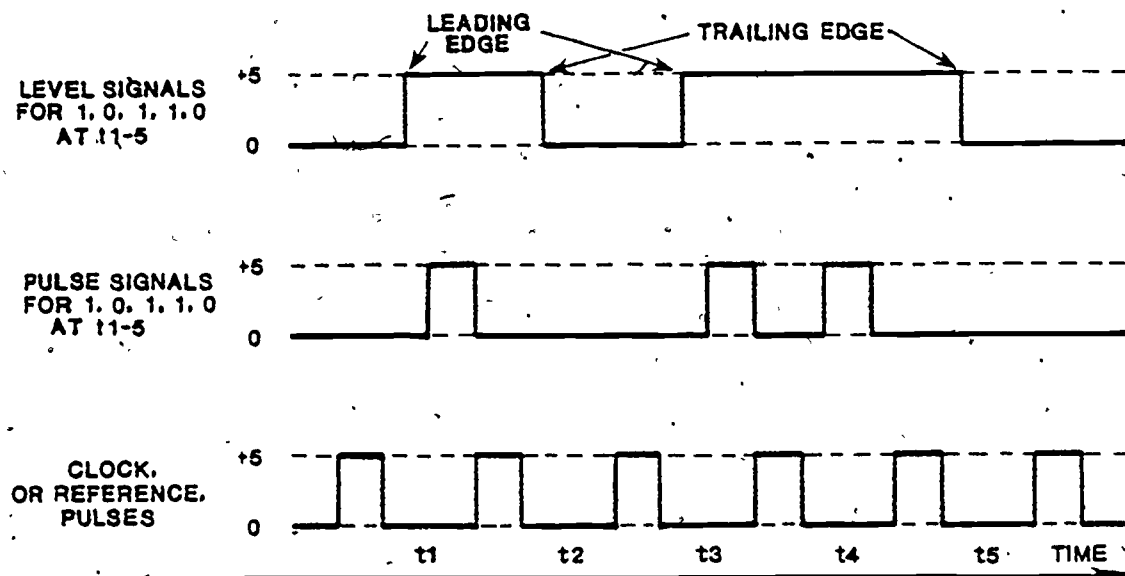 LEADING
EDGE
TRAILING EDGE
LEVEL SIGNALS
FOR 1, 0, 1, 1,0
AT t1-5
+5
0
PULSE SIGNALS
FOR 1, 0, 1, 1, 0
AT t1-5
+5
0
CLOCK,
OR REFERENCE,
PULSES
+5
0
t1 t2 t3 t4 t5 TIME